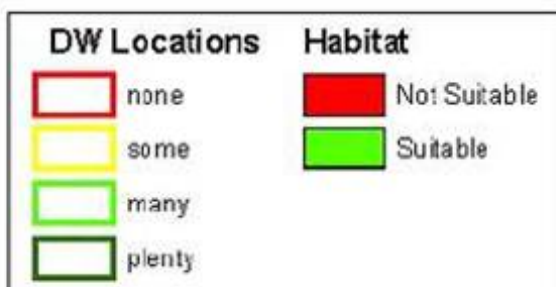 DW Locations
none
some
many
plenty
Habitat
Not Suitable
Suitable